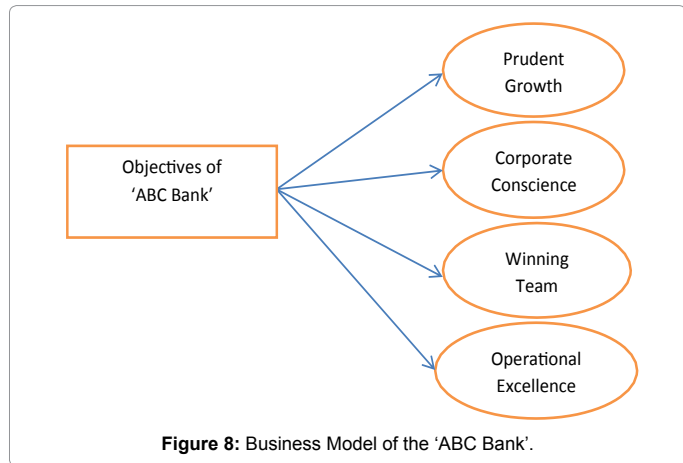 Prudent
Growth
Objectives of
‘ABC Bank’
Corporate
Conscience
Winning
Team
Operational
Excellence
Figure 8: Business Model of the ‘ABC Bank’.